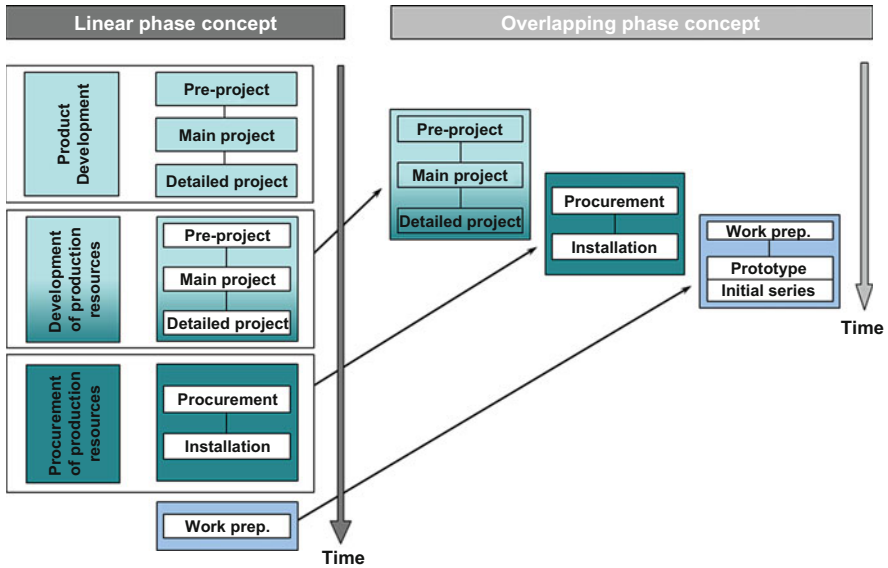 Linear phase concept
Overlapping phase concept
Product
Development
Pre-project
Main project
Detailed project
Development
of production
resources
Pre-project
Main project
Detailed project
Procurement
of production
resources
Procurement
Installation
Work prep.
Time
Pre-project
Main project
Detailed project
Procurement
Installation
Work prep.
Prototype
Initial series
Time